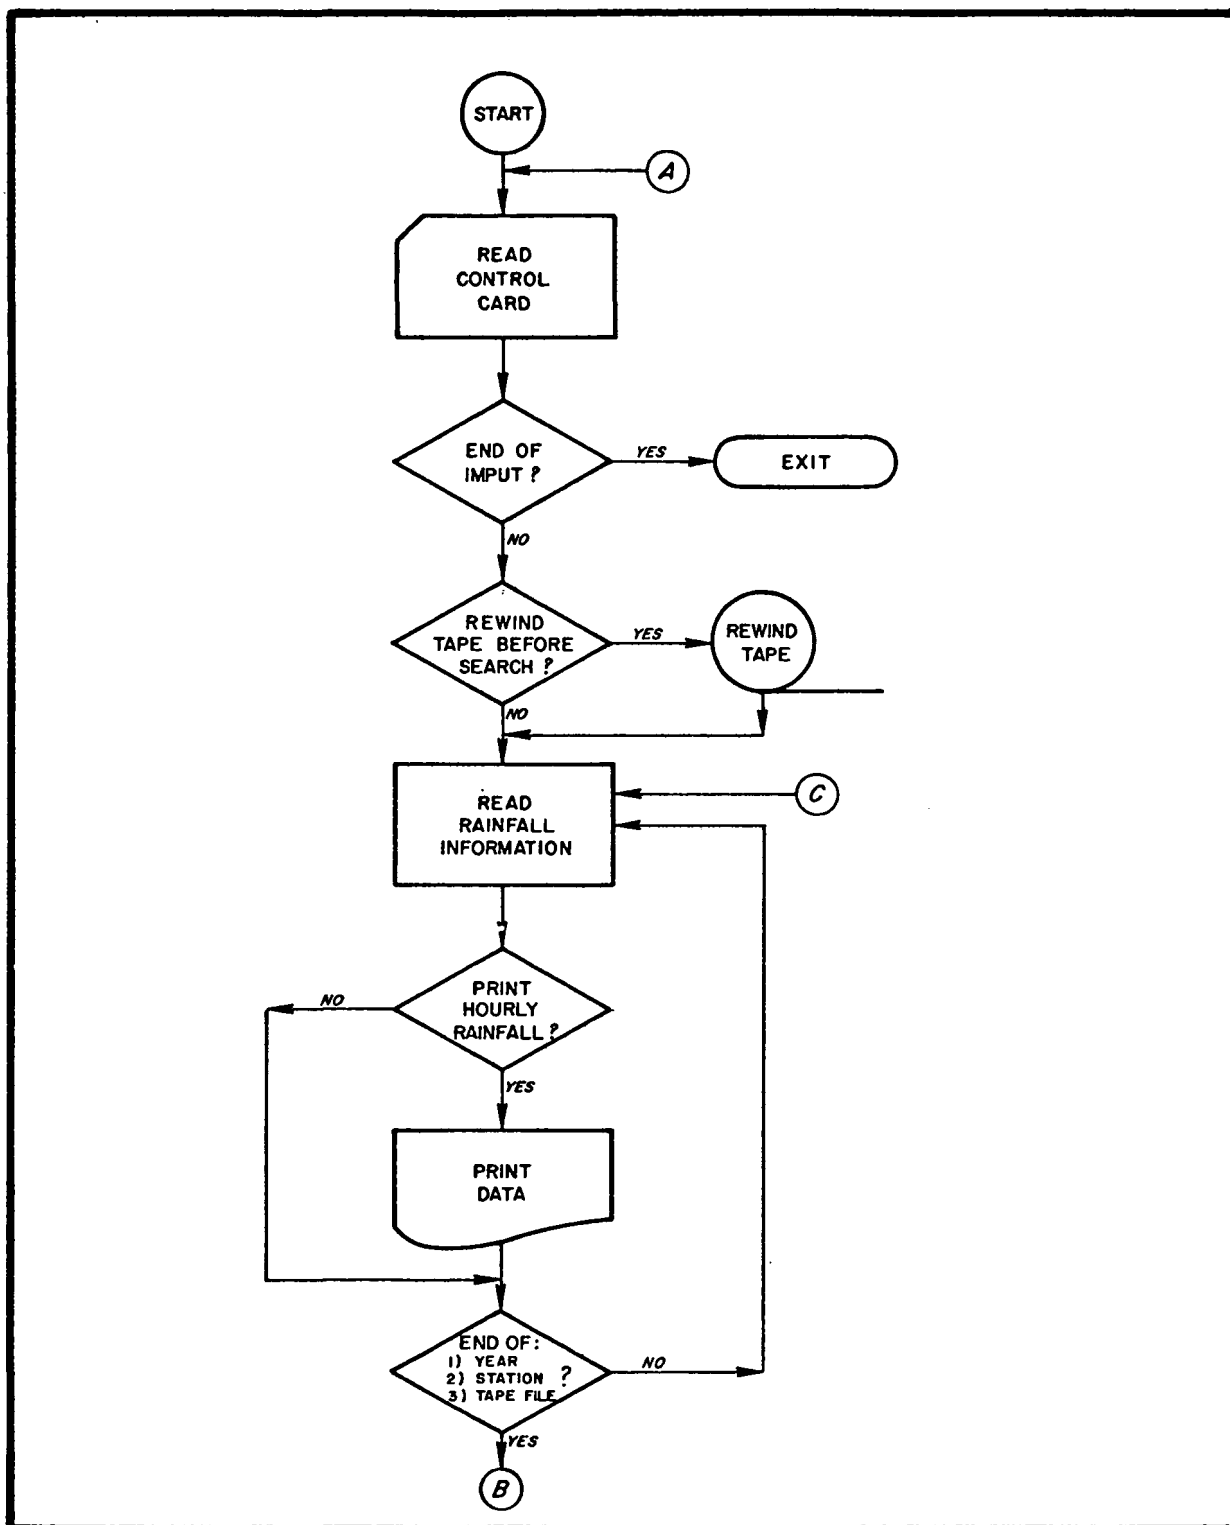 START
A
READ
CONTROL
CARD
END OF
IMPUT ?
YES
EXIT
NO
REWIND
TAPE BEFORE
SEARCH ?
YES
REWIND
TAPE
NO
READ
RAINFALL
INFORMATION
C
PRINT
HOURLY
RAINFALL ?
NO
YES
PRINT
DATA
END OF:
1) YEAR
2) STATION ?
3) TAPE FILE
NO
YES
B